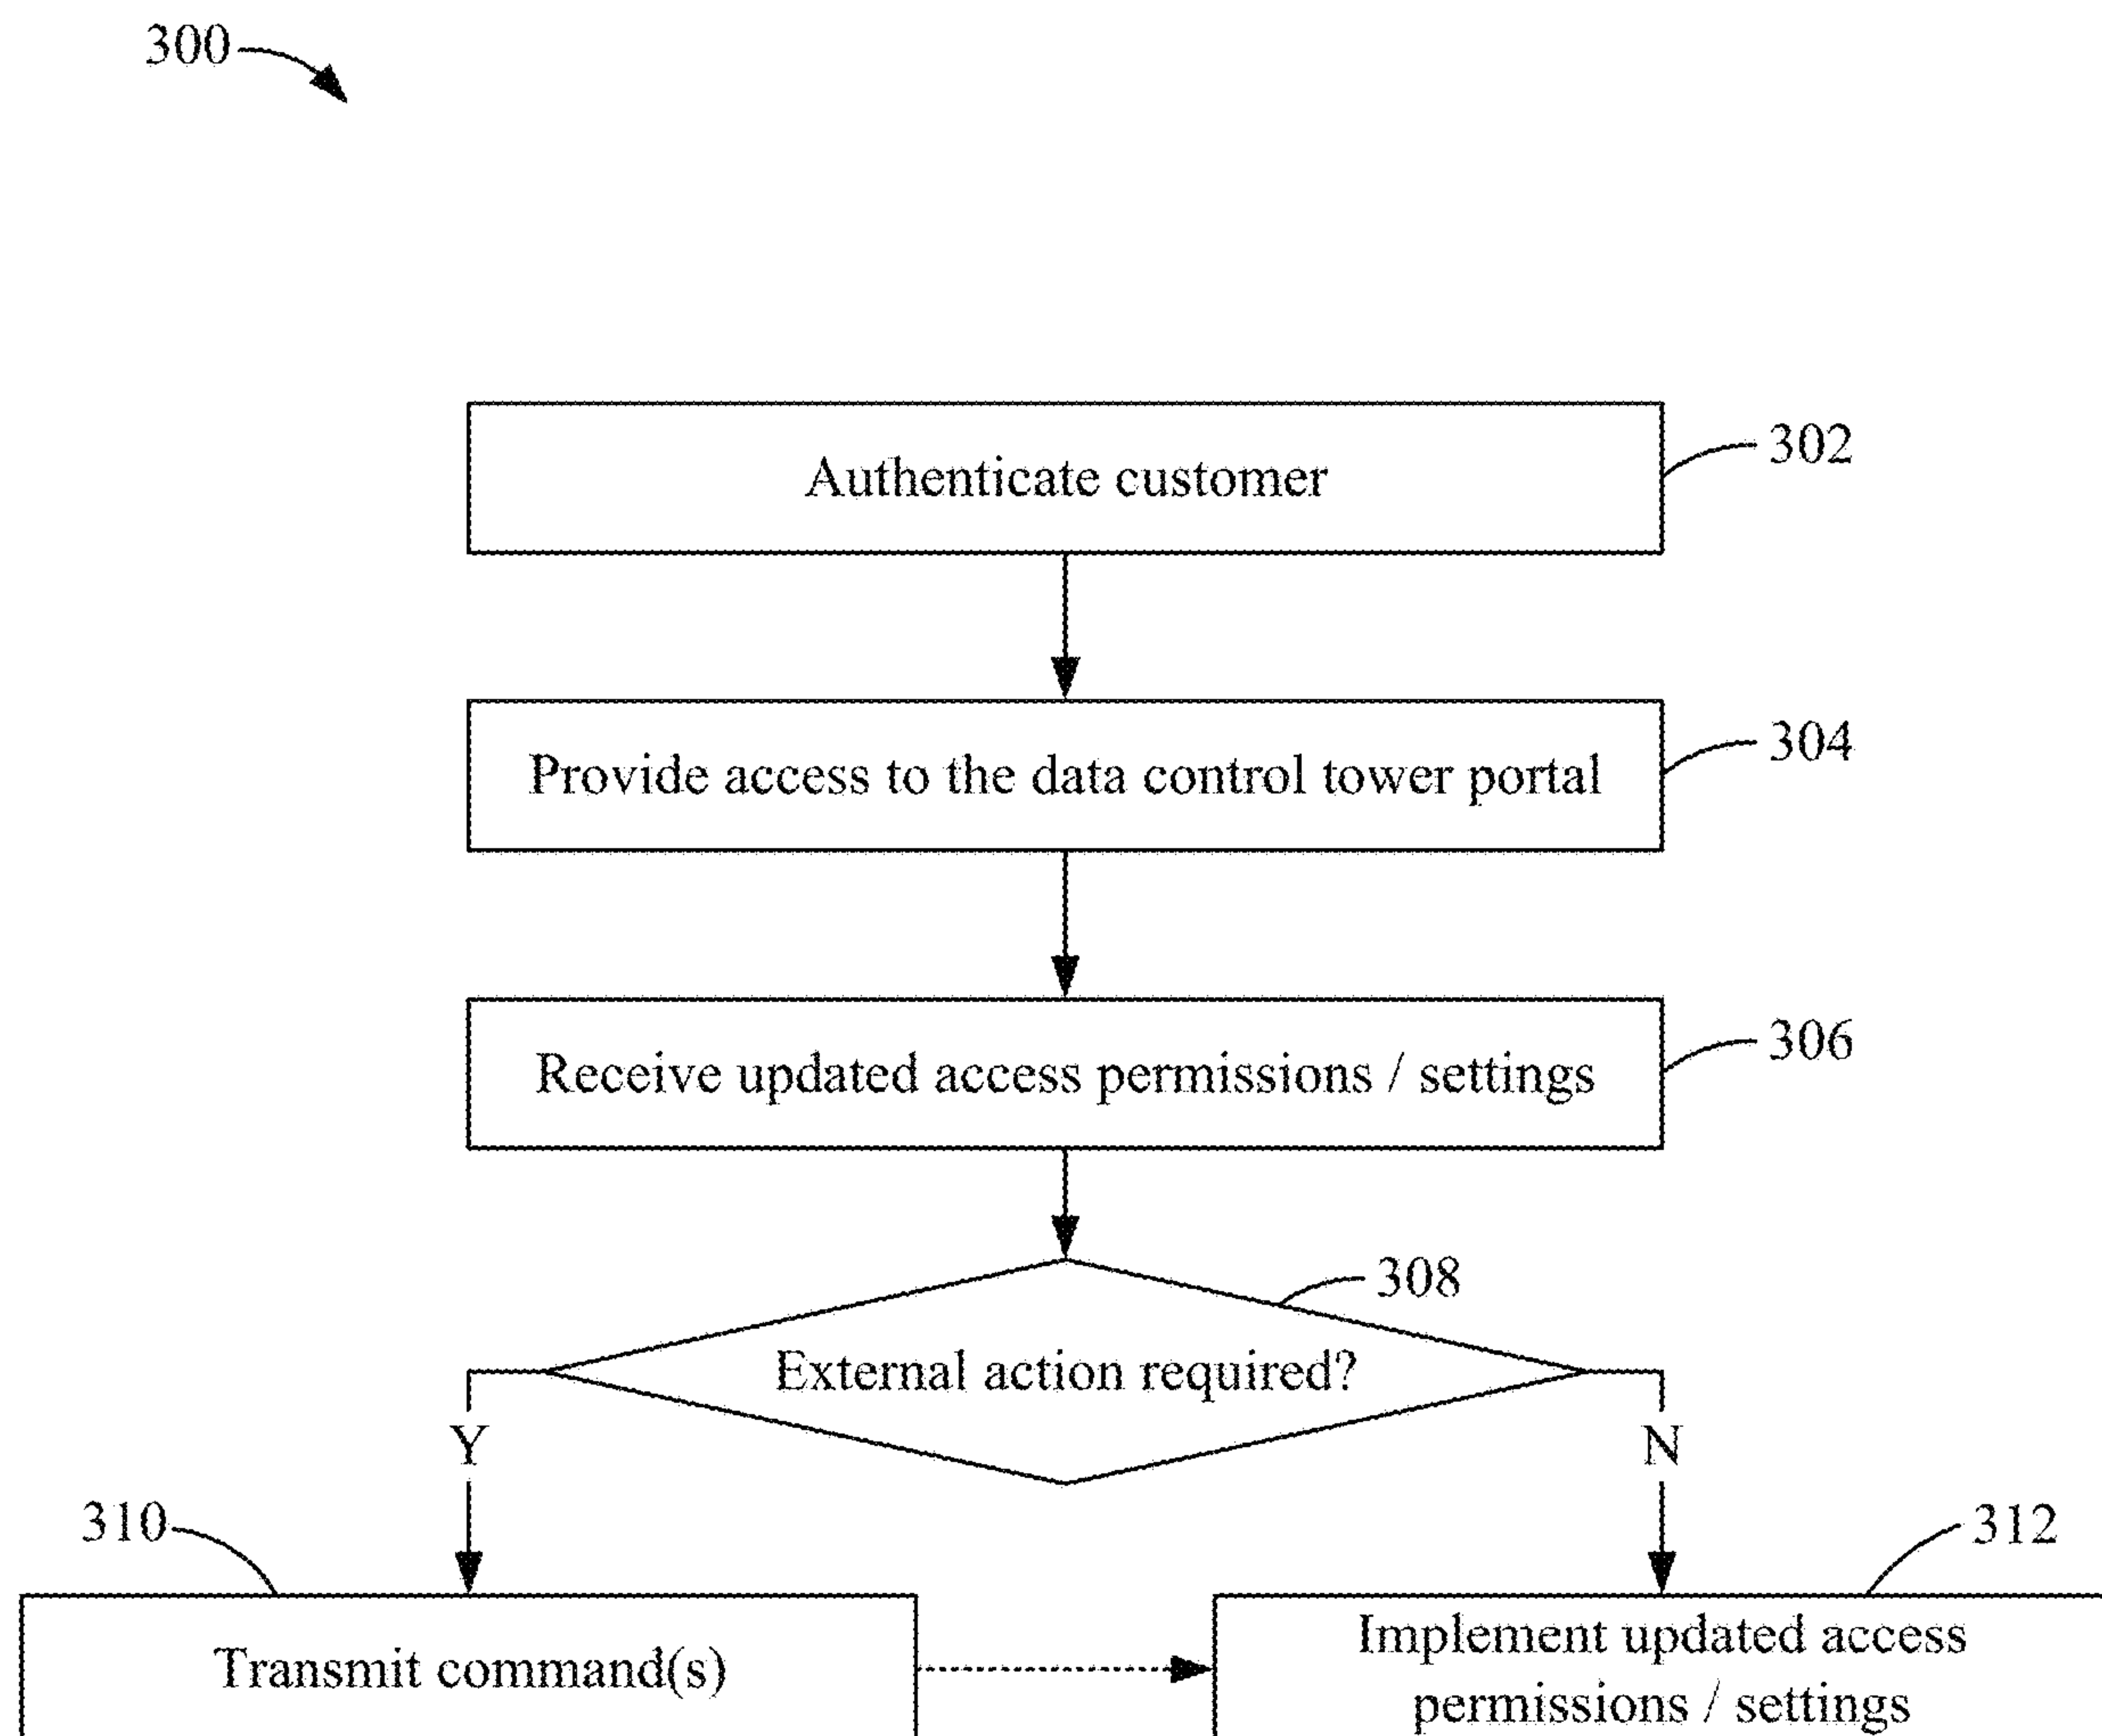 300
Authenticate customer
302
Provide access to the data control tower portal
304
Receive updated access permissions / settings
306
308
External action required?
Y
N
310
312
Transmit command(s)
Implement updated access
permissions / settings